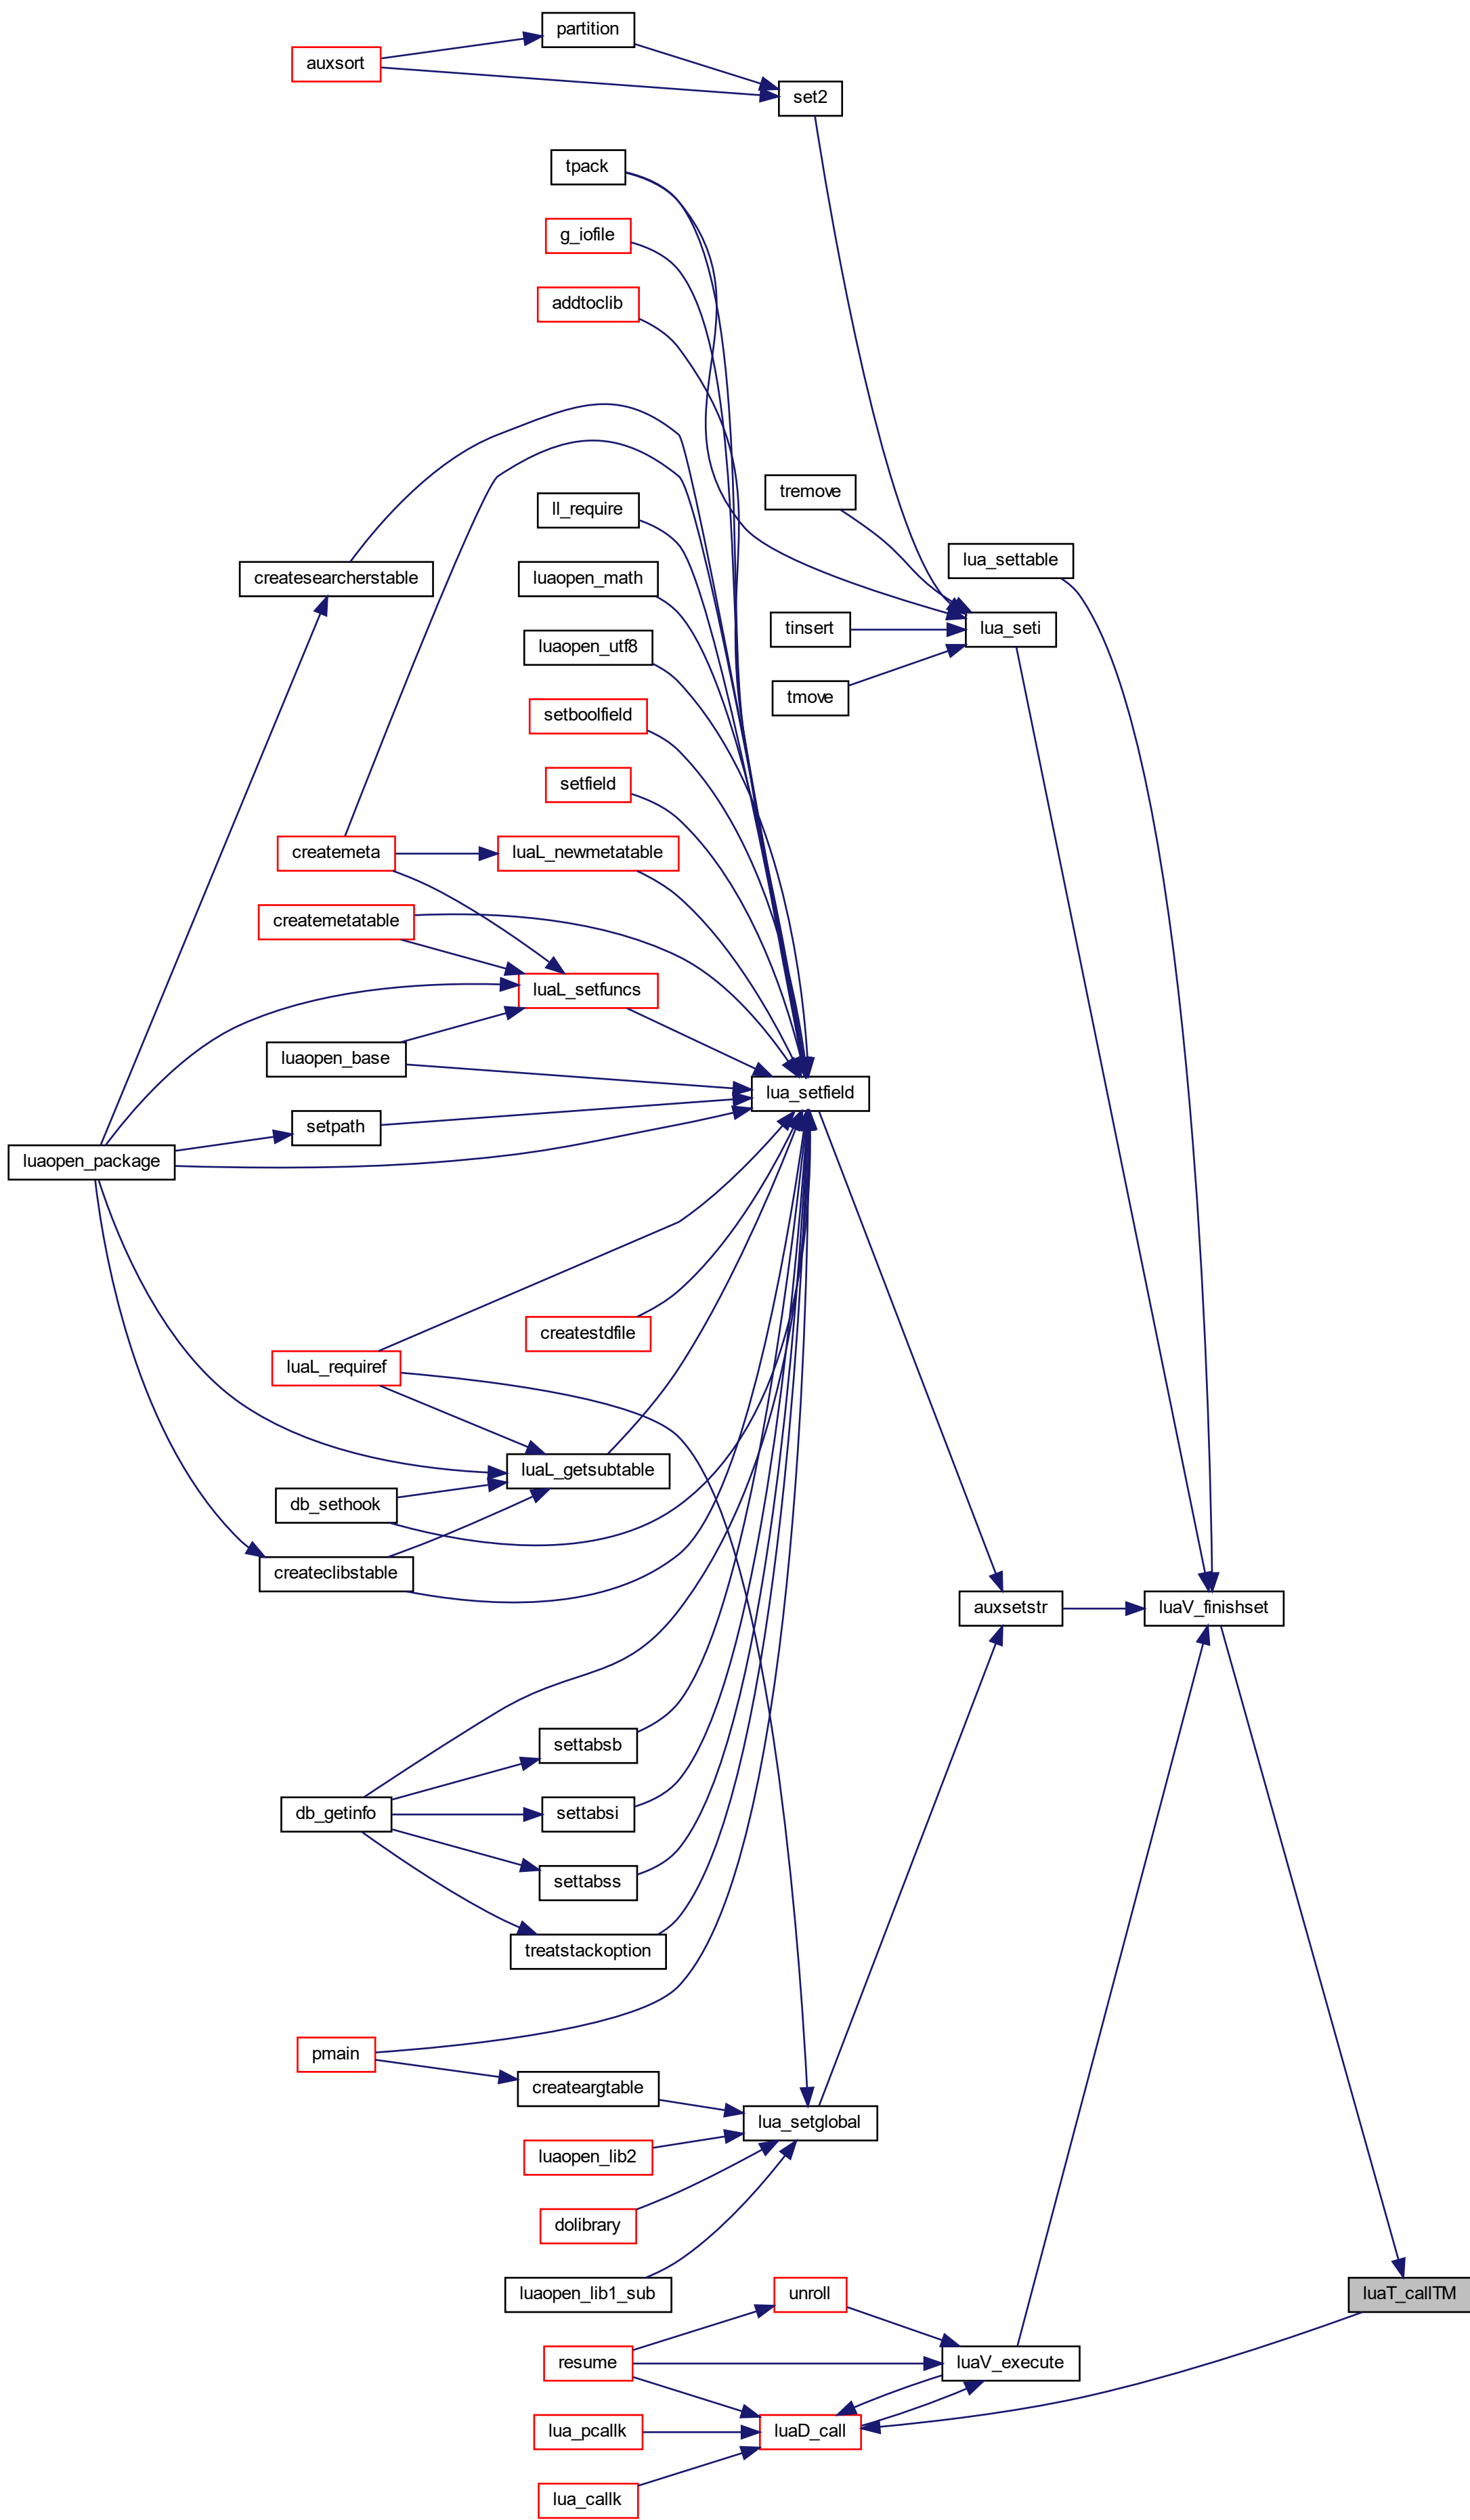 partition
auxsort
set2
tpack
g_iofile
addtoclib
tremove
ll_require
lua_settable
createsearcherstable
luaopen_math
tinsert
lua_seti
luaopen_utf8
tmove
setboolfield
setfield
createmeta
luaL_newmetatable
createmetatable
luaL_setfuncs
luaopen_base
lua_setfield
setpath
luaopen_package
createstdfile
luaL_requiref
luaL_getsubtable
db_sethook
createclibstable
auxsetstr
luaV_finishset
settabsb
db_getinfo
settabsi
settabss
treatstackoption
pmain
createargtable
lua_setglobal
luaopen_lib2
dolibrary
luaopen_lib1_sub
unroll
luaT_callTM
resume
luaV_execute
lua_pcallk
luaD_call
lua_callk